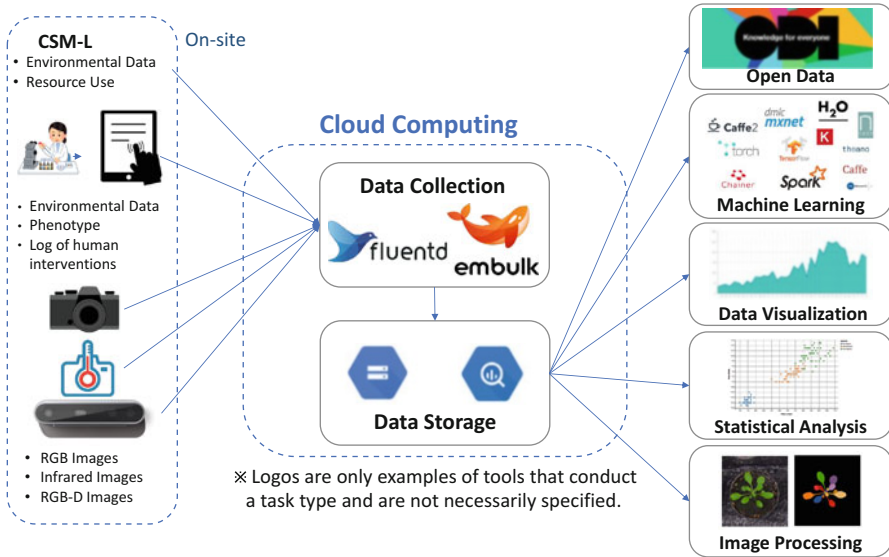 CSM-L
• Environmental Data
• Resource Use
On-site
• Environmental Data
• Phenotype
• Log of human
interventions
• RGB Images
• Infrared Images
• RGB-D Images
Cloud Computing
Data Collection
fluentd
embulk
Data Storage
※ Logos are only examples of tools that conduct
a task type and are not necessarily specified.
Knowledge for everyone
ODI
Open Data
Caffe2
dmlc
mxnet
H2O
torch
TensorFlow
K
theano
Chainer
Spark
Caffe
Machine Learning
Data Visualization
Statistical Analysis
Image Processing